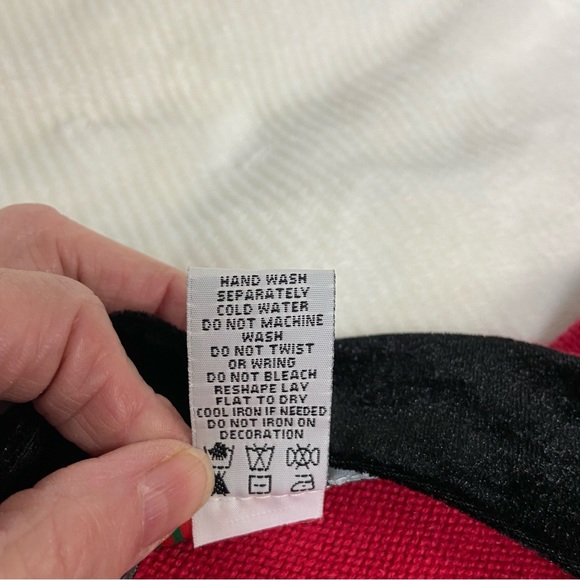 HAND WASH
SEPARATELY
COLD WATER
DO NOT MACHINE
WASH
DO NOT TWIST
OR WRING
DO NOT BLEACH
RESHAPE LAY
FLAT TO DRY
COOL IRON IF NEEDED
DO NOT IRON ON
DECORATION